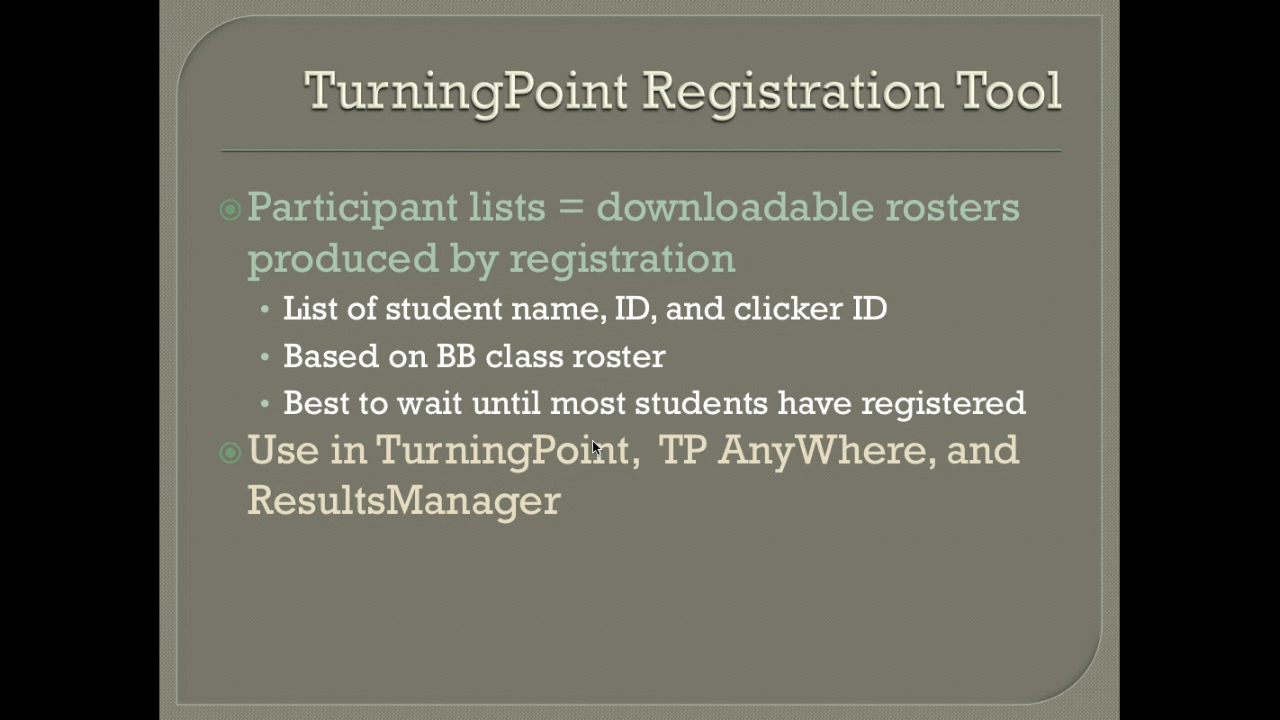 TurningPoint Registration Tool
Participant lists = downloadable rosters
produced by registration
List of student name, ID, and clicker ID
Based on BB class roster
Best to wait until most students have registered
Use in TurningPoint, TP AnyWhere, and
ResultsManager